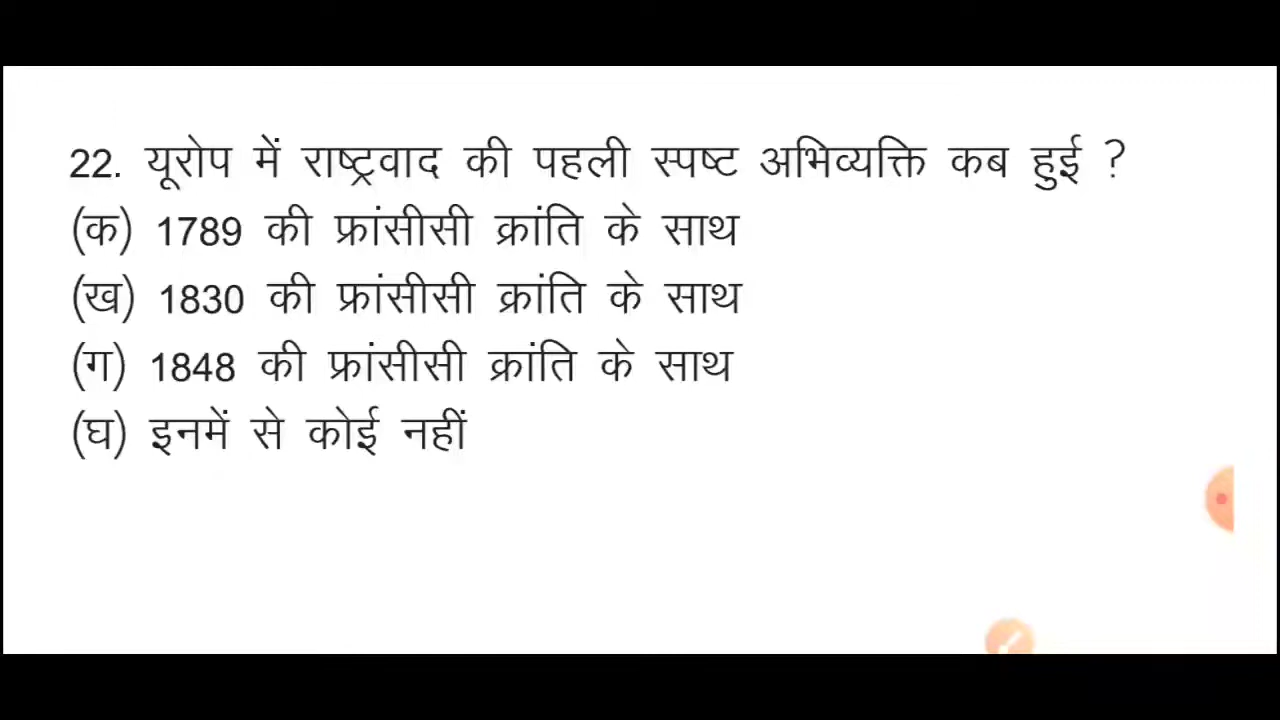 22. यूरोप में राष्ट्रवाद की पहली स्पष्ट अभिव्यक्ति कब हुई ?
(क) 1789 की फ्रांसीसी क्रांति के साथ
(ख) 1830 की फ्रांसीसी क्रांति के साथ
(ग) 1848 की फ्रांसीसी क्रांति के साथ
(घ) इनमें से कोई नहीं